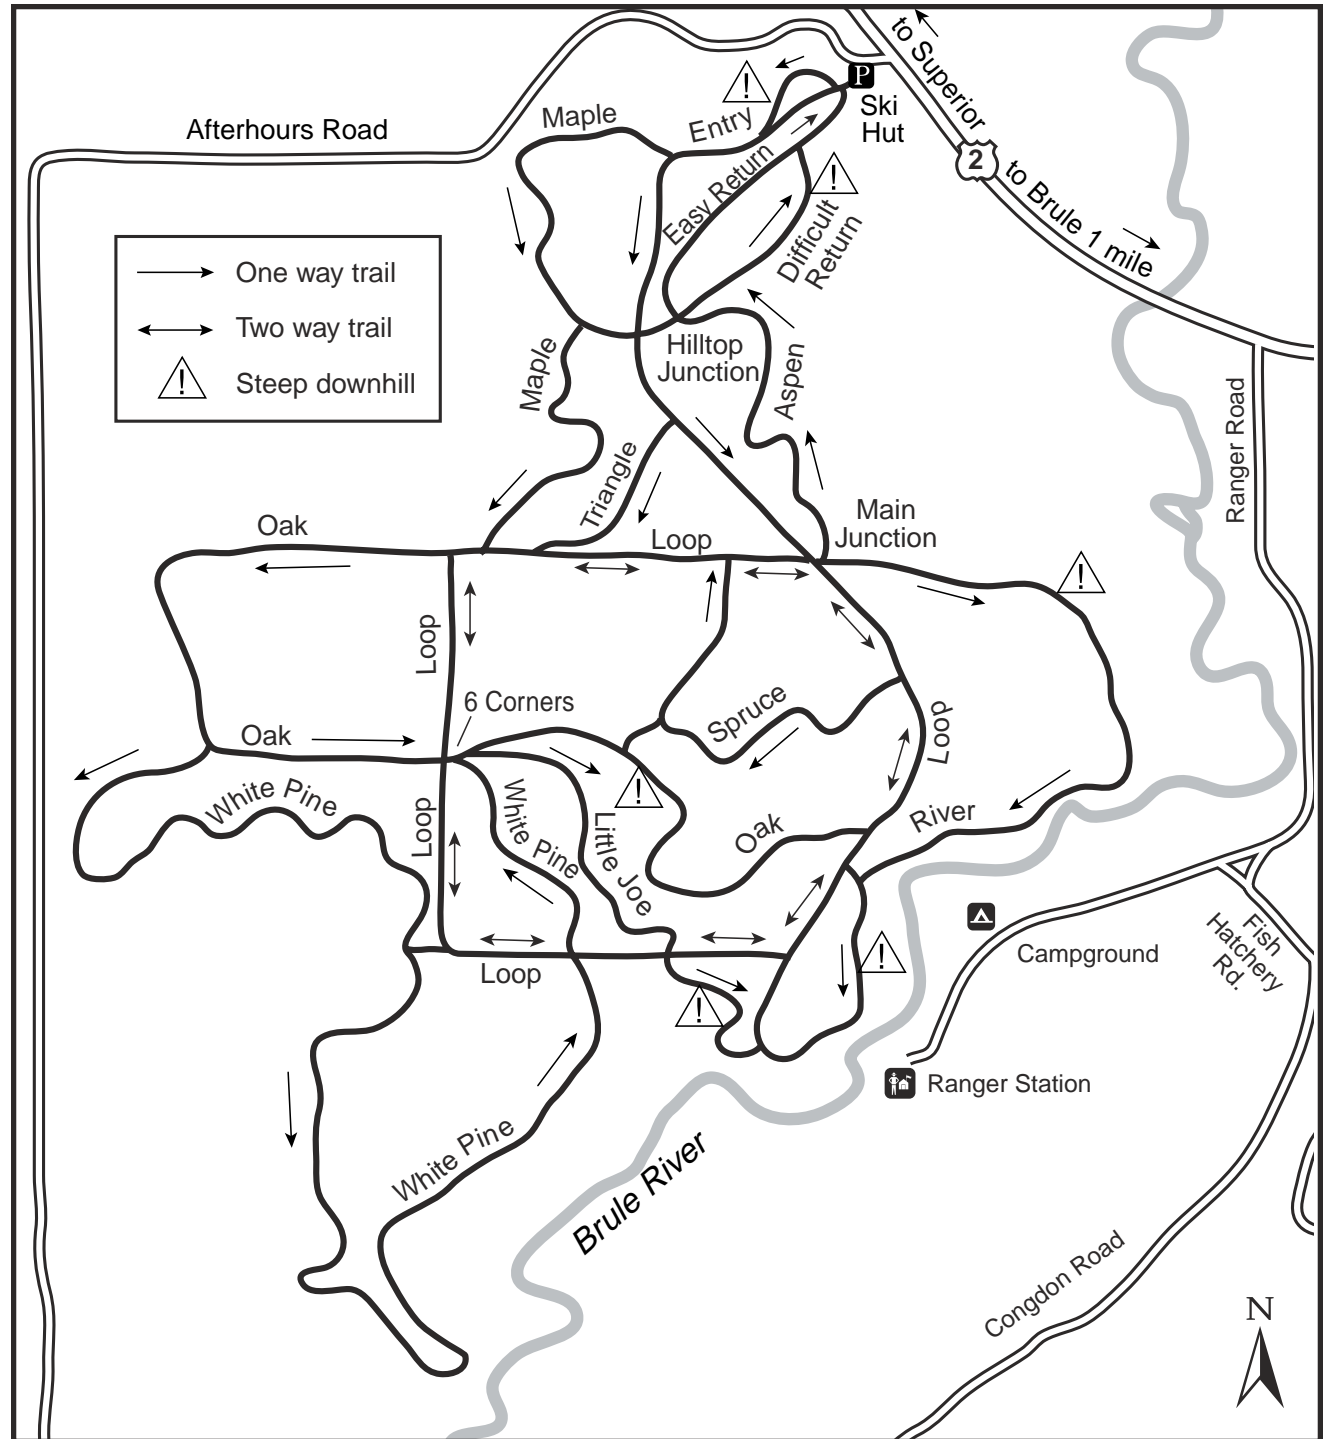 to Superior
P
Ski
Hut
2
to Brule 1 mile
Afterhours Road
Maple
Entry
!
Easy Return
!
Difficult
Return
One way trail
Two way trail
! Steep downhill
Maple
Hilltop
Junction
Aspen
Ranger Road
Triangle
Oak
Loop
Main
Junction
!
Loop
6 Corners
Spruce
Loop
Oak
White Pine
Loop
White Pine
Little Joe
!
Oak
River
Fish
Hatchery
Rd.
Campground
Loop
!
!
Ranger Station
White Pine
Brule River
Congdon Road
N